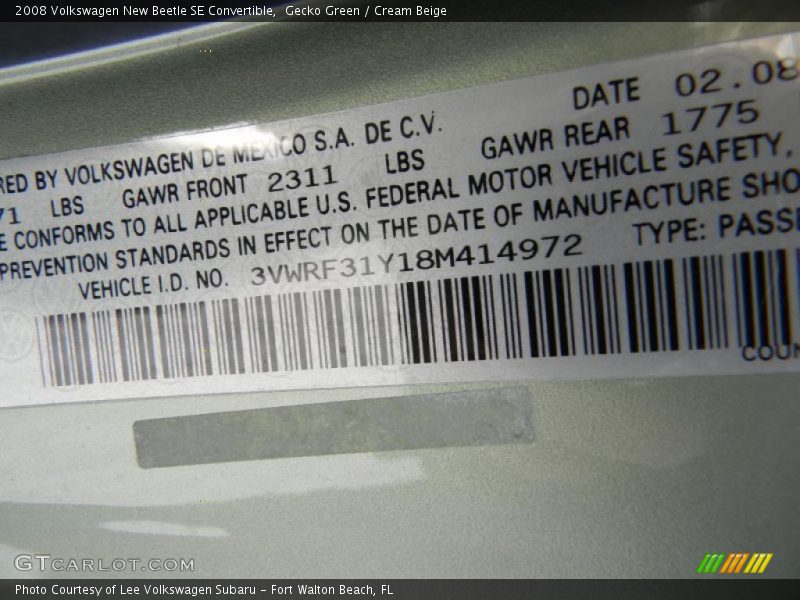 2008 Volkswagen New Beetle SE Convertible,  Gecko Green / Cream Beige
DATE 02.08
RED BY VOLKSWAGEN DE MEXICO S.A. DE C.V.
71 LBS GAWR FRONT 2311 LBS GAWR REAR 1775
E CONFORMS TO ALL APPLICABLE U.S. FEDERAL MOTOR VEHICLE SAFETY,
PREVENTION STANDARDS IN EFFECT ON THE DATE OF MANUFACTURE SHO
VEHICLE I.D. NO. 3VWRF31Y18M414972 TYPE: PASSE
COUN
GTCARLOT.COM
Photo Courtesy of Lee Volkswagen Subaru - Fort Walton Beach, FL